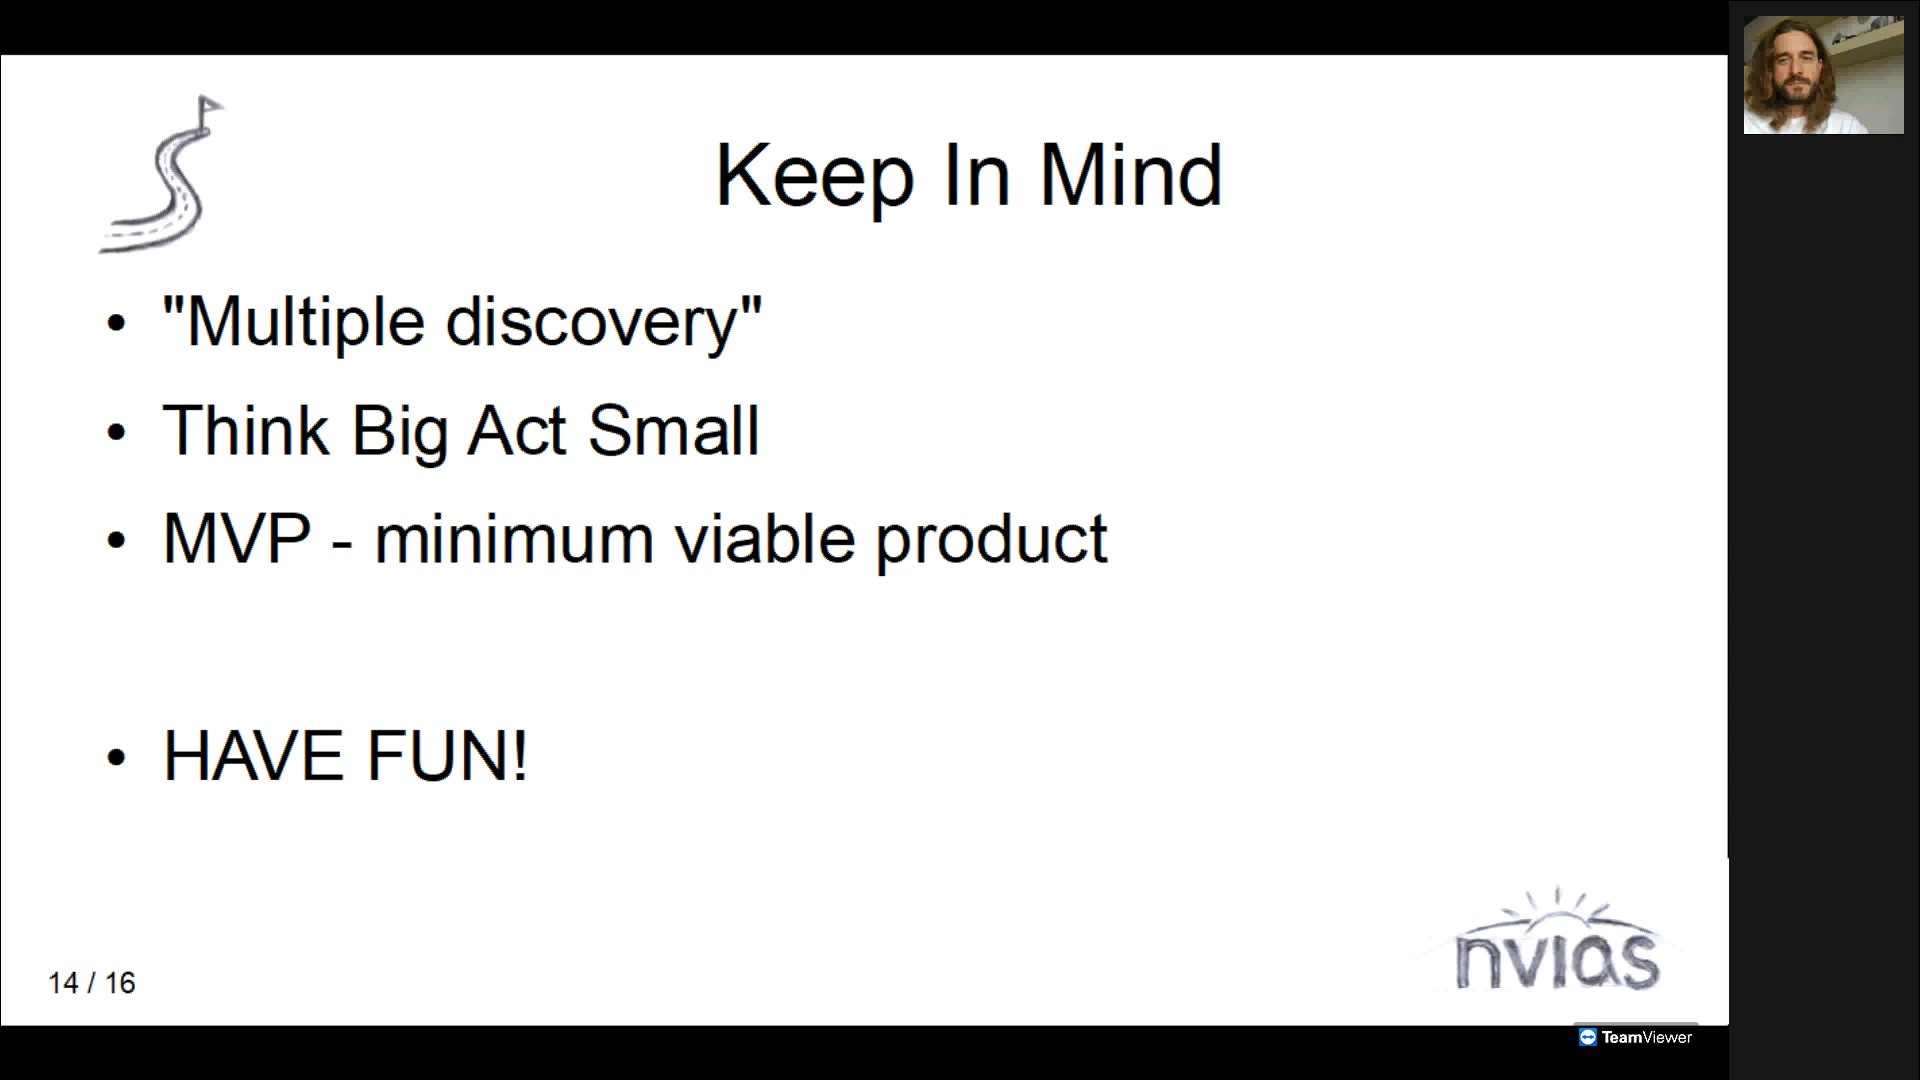 Keep In Mind
• "Multiple discovery"
• Think Big Act Small
• MVP - minimum viable product
• HAVE FUN!
14 / 16
nvias
TeamViewer